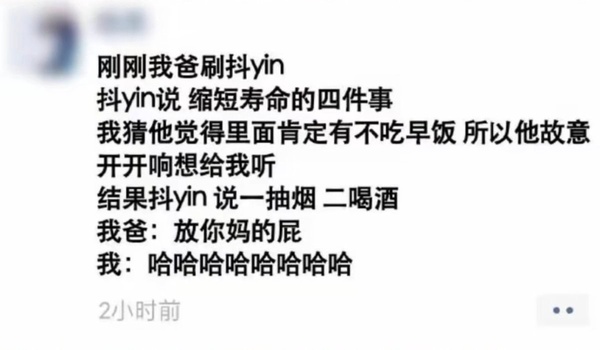 刚刚我爸刷抖yin
抖yin说 缩短寿命的四件事
我猜他觉得里面肯定有不吃早饭 所以他故意
开开响想给我听
结果抖yin 说一抽烟 二喝酒
我爸：放你妈的屁
我：哈哈哈哈哈哈哈哈
2小时前